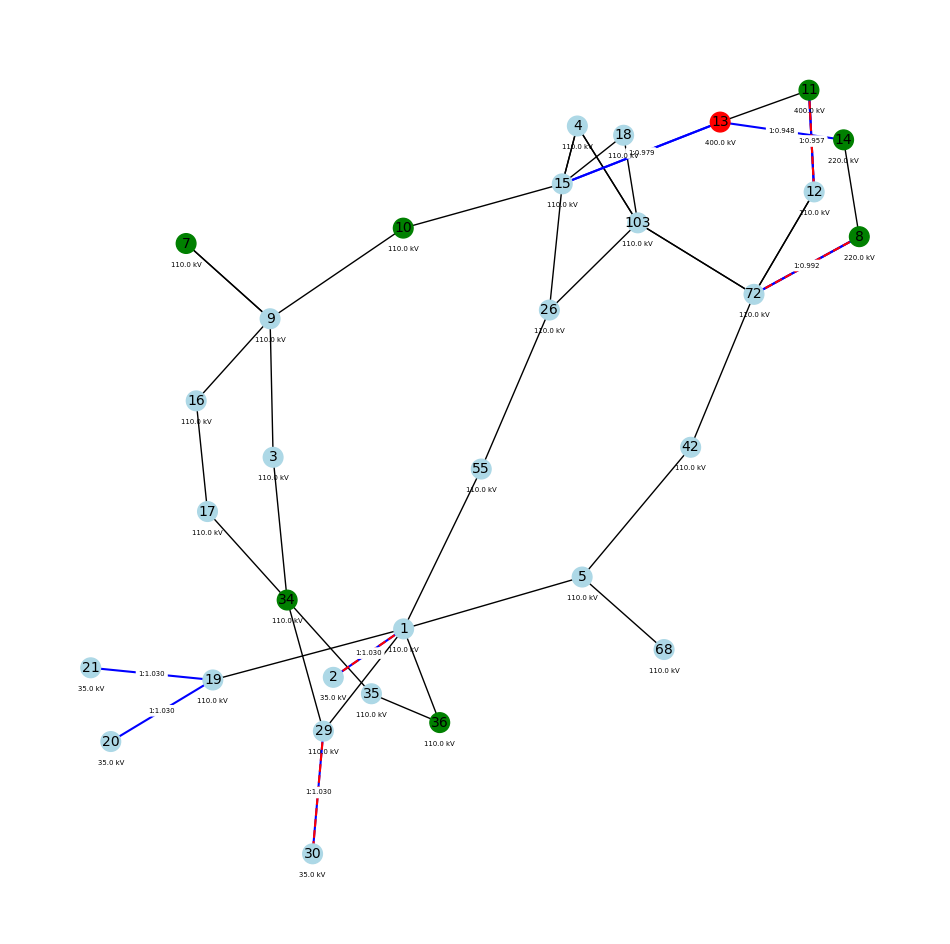 11
400.0 kV
13
400.0 kV
1:0.948
4
110.0 kV
18
110.0 kV
1:0.979
1:0.957
14
220.0 kV
15
110.0 kV
12
110.0 kV
10
110.0 kV
103
110.0 kV
8
220.0 kV
7
110.0 kV
1:0.992
72
110.0 kV
9
110.0 kV
26
110.0 kV
16
110.0 kV
3
110.0 kV
42
110.0 kV
55
110.0 kV
17
110.0 kV
5
110.0 kV
34
110.0 kV
1
110.0 kV
68
110.0 kV
1:1.030
21
35.0 kV
1:1.030
19
110.0 kV
2
35.0 kV
35
110.0 kV
1:1.030
36
110.0 kV
29
110.0 kV
20
35.0 kV
1:1.030
30
35.0 kV